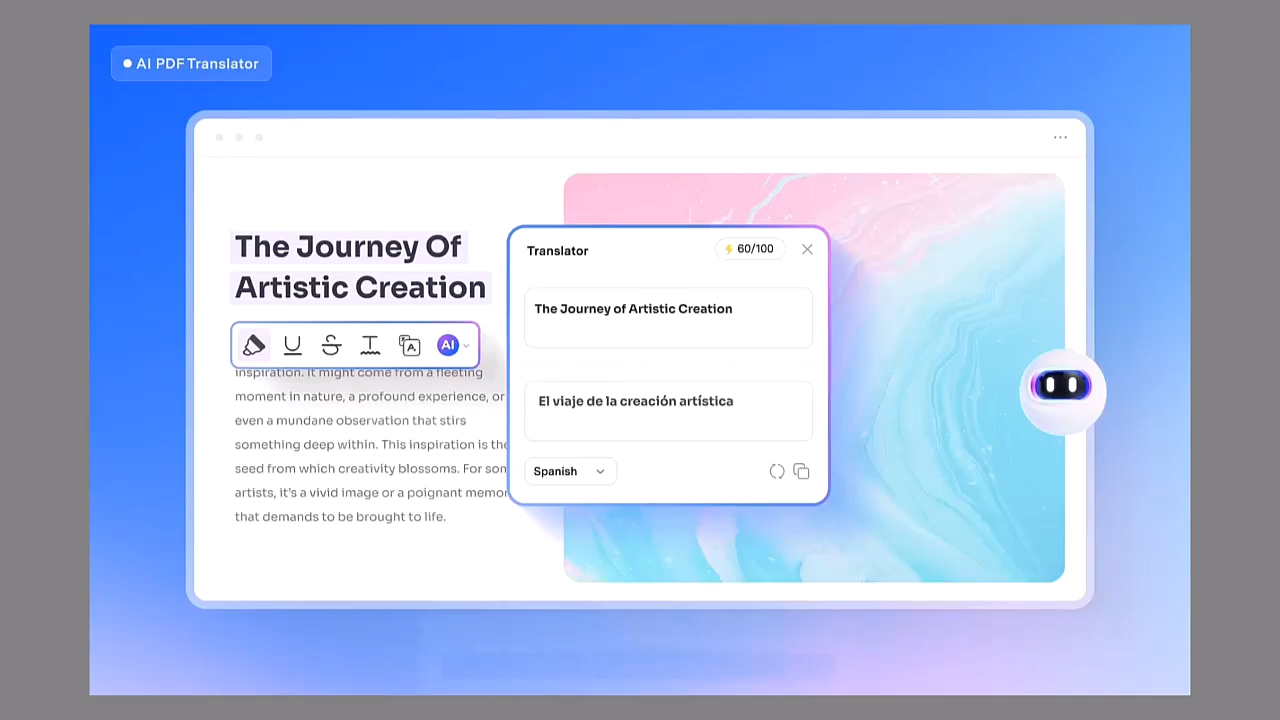 AI PDF Translator
The Journey Of
Artistic Creation
AI
inspiration. It might come from a fleeting
moment in nature, a profound experience, or
even a mundane observation that stirs
something deep within. This inspiration is the
seed from which creativity blossoms. For
artists, it's a vivid image or a poignant
that demands to be brought to life.
Translator
60/100
The Journey of Artistic Creation
El viaje de la creación artística
Spanish